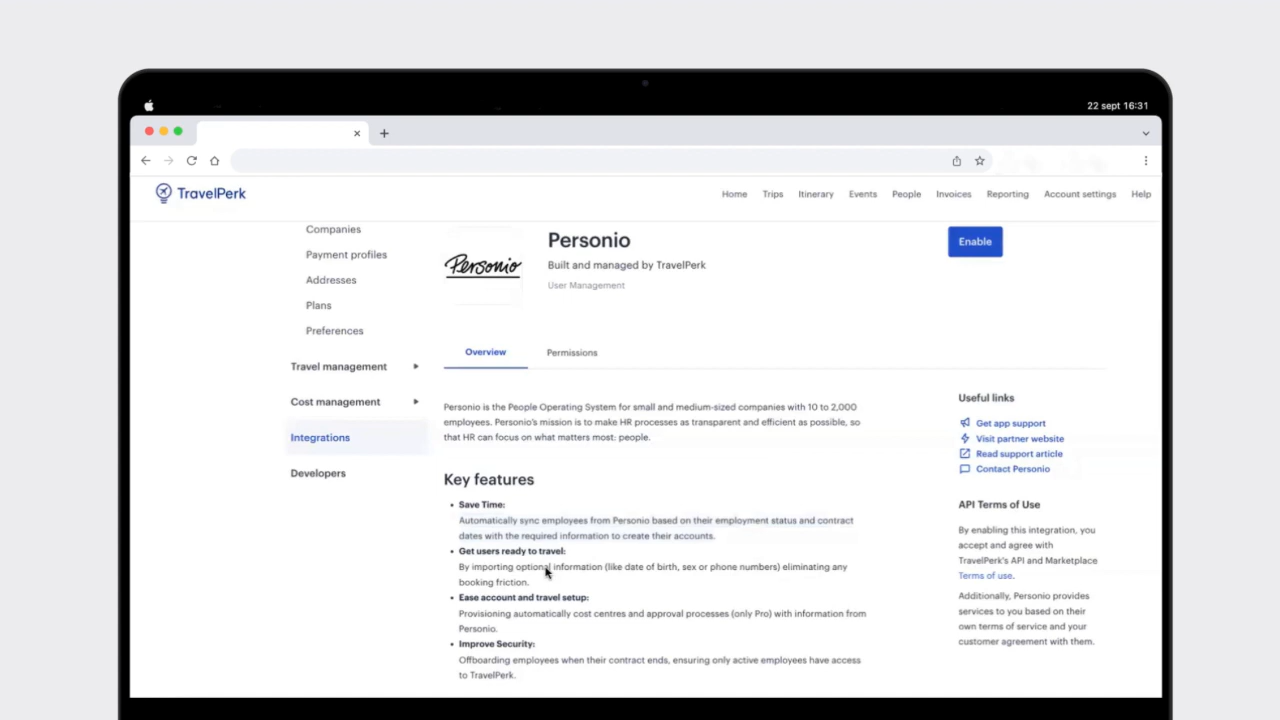 22 sept 16:31
TravelPerk
Home Trips Itinerary Events People Invoices Reporting Account settings Help
Companies
Payment profiles
Addresses
Plans
Preferences
Travel management
Cost management
Integrations
Developers
Personio
Personio
Built and managed by TravelPerk
User Management
Enable
Overview Permissions
Personio is the People Operating System for small and medium-sized companies with 10 to 2,000
employees. Personio's mission is to make HR processes as transparent and efficient as possible, so
that HR can focus on what matters most: people.
Key features
• Save Time:
Automatically sync employees from Personio based on their employment status and contract
dates with the required information to create their accounts.
• Get users ready to travel:
By importing optional information (like date of birth, sex or phone numbers) eliminating any
booking friction.
• Ease account and travel setup:
Provisioning automatically cost centres and approval processes (only Pro) with information from
Personio.
• Improve Security:
Offboarding employees when their contract ends, ensuring only active employees have access
to TravelPerk.
Useful links
Get app support
Visit partner website
Read support article
Contact Personio
API Terms of Use
By enabling this integration, you
accept and agree with
TravelPerk's API and Marketplace
Terms of use.
Additionally, Personio provides
services to you based on their
own terms of service and your
customer agreement with them.